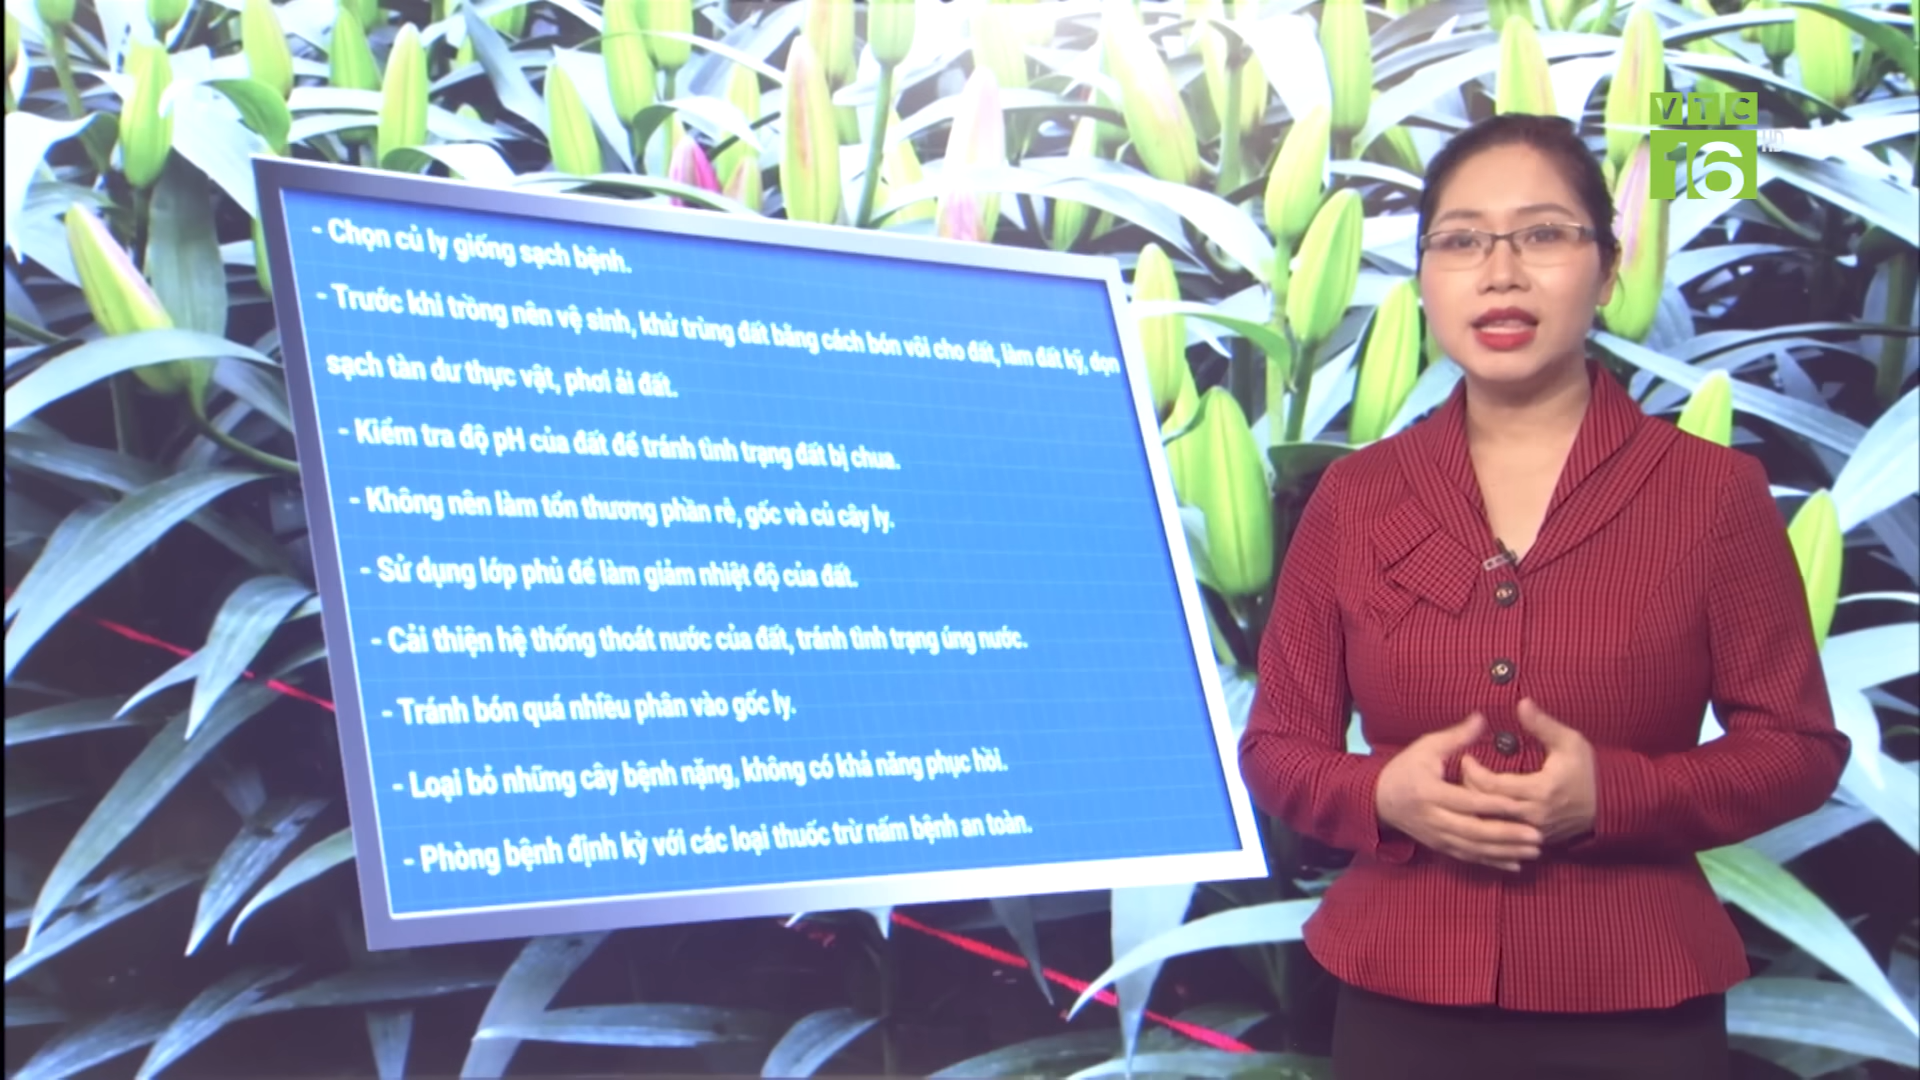 - Chọn củ ly giống sạch bệnh.
- Trước khi trồng nên vệ sinh, khử trùng đất bằng cách bón vôi cho đất, làm đất kỹ, dọn
sạch tàn dư thực vật, phơi ải đất.
- Kiểm tra độ pH của đất để tránh tình trạng đất bị chua.
- Không nên làm tổn thương phần rễ, gốc và củ cây ly.
- Sử dụng lớp phủ để làm giảm nhiệt độ của đất.
- Cải thiện hệ thống thoát nước của đất, tránh tình trạng úng nước.
- Tránh bón quá nhiều phân vào gốc ly.
- Loại bỏ những cây bệnh nặng, không có khả năng phục hồi.
- Phòng bệnh định kỳ với các loại thuốc trừ nấm bệnh an toàn.
VTC
16 HD